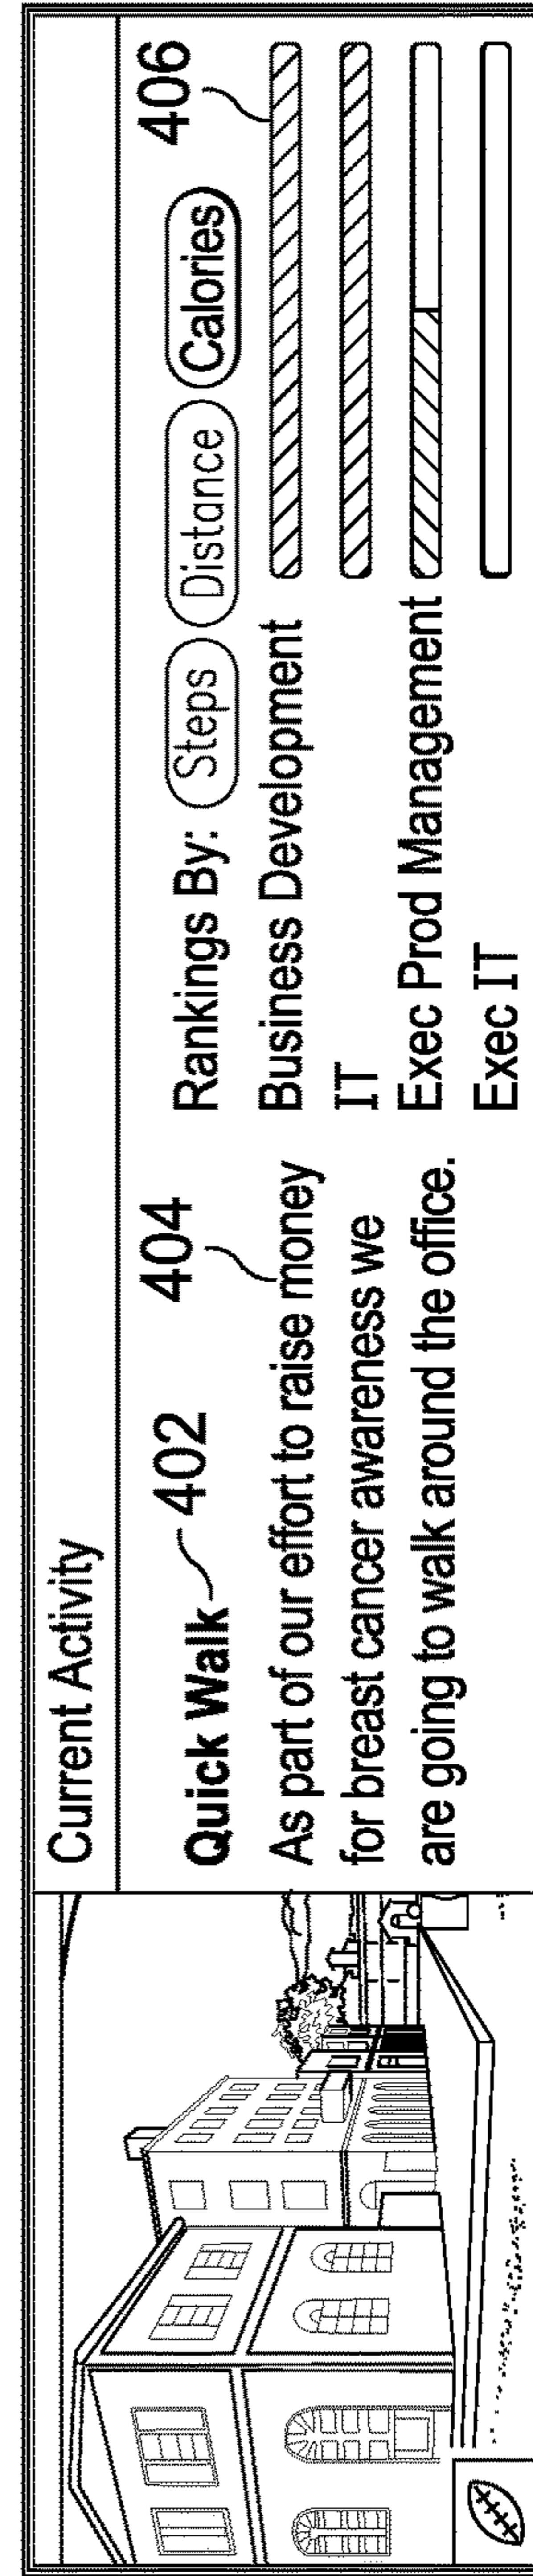 Current Activity
Quick Walk 402
404
As part of our effort to raise money
for breast cancer awareness we
are going to walk around the office.
Rankings By: Steps Distance Calories
406
Business Development
IT
Exec Prod Management
Exec IT